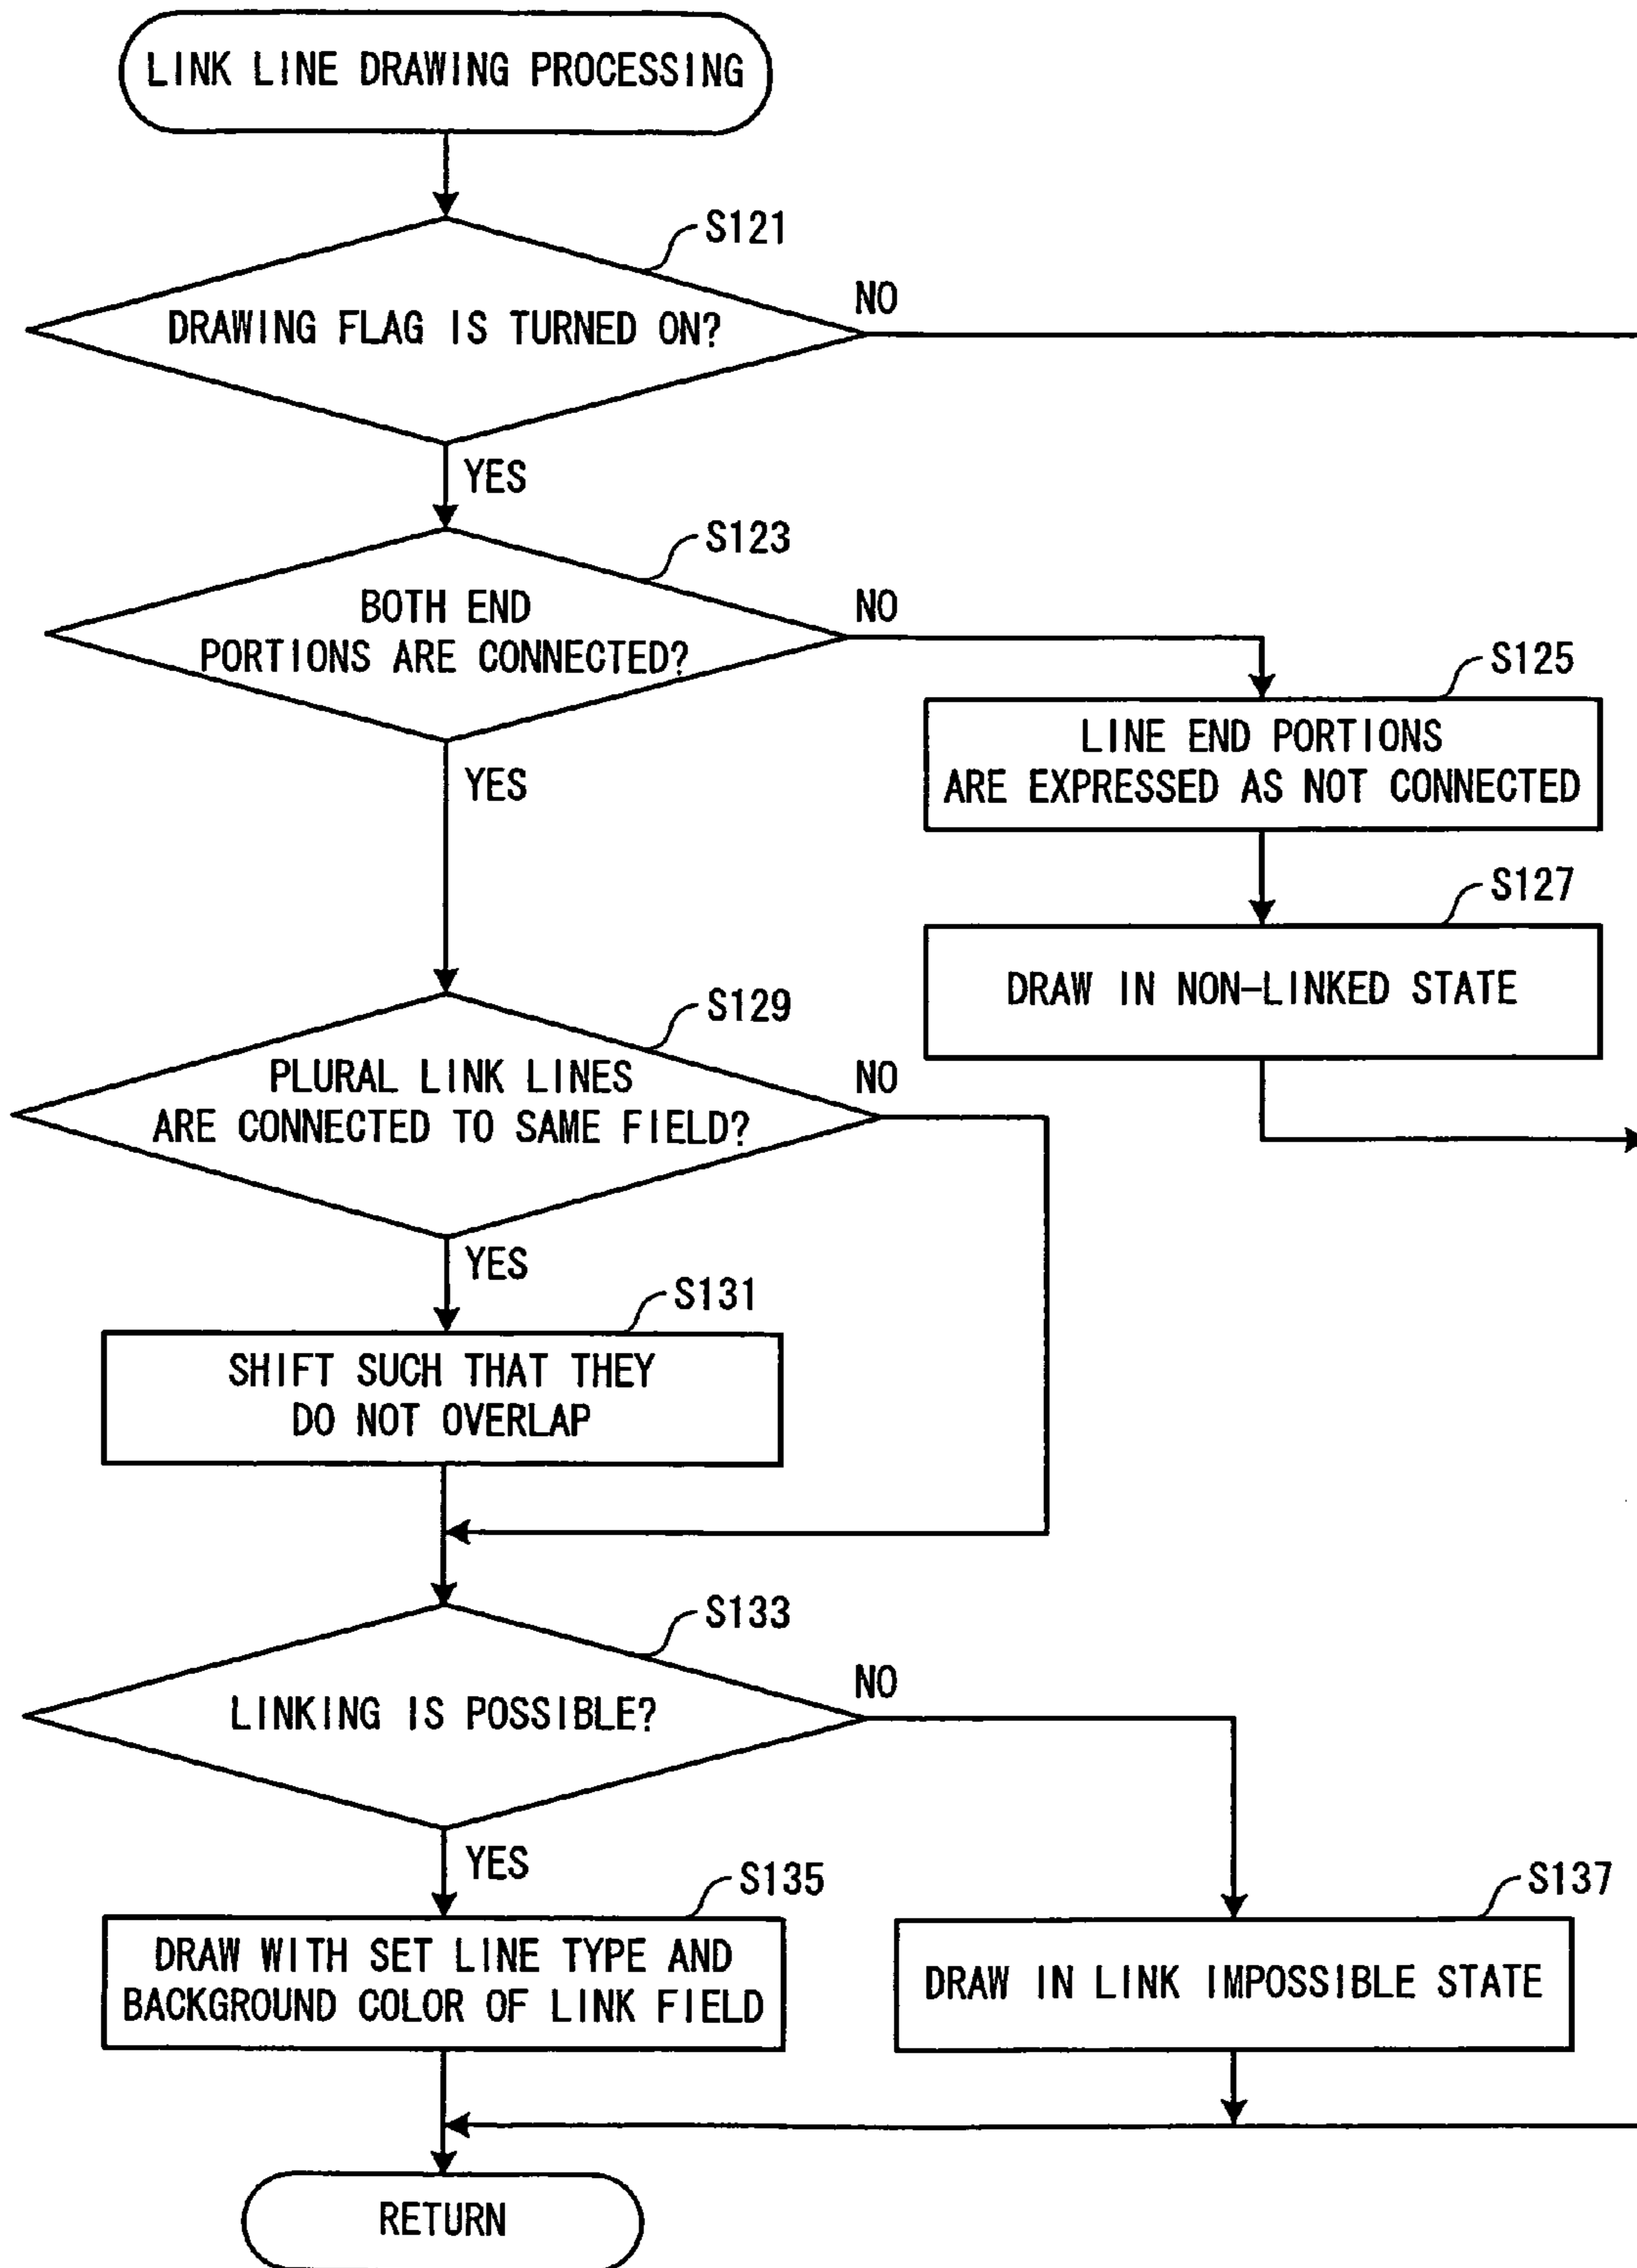 LINK LINE DRAWING PROCESSING
S121
DRAWING FLAG IS TURNED ON?
NO
YES
S123
BOTH END
PORTIONS ARE CONNECTED?
NO
YES
S125
LINE END PORTIONS
ARE EXPRESSED AS NOT CONNECTED
S127
DRAW IN NON-LINKED STATE
S129
PLURAL LINK LINES
ARE CONNECTED TO SAME FIELD?
NO
YES
S131
SHIFT SUCH THAT THEY
DO NOT OVERLAP
S133
LINKING IS POSSIBLE?
NO
YES
S135
DRAW WITH SET LINE TYPE AND
BACKGROUND COLOR OF LINK FIELD
S137
DRAW IN LINK IMPOSSIBLE STATE
RETURN